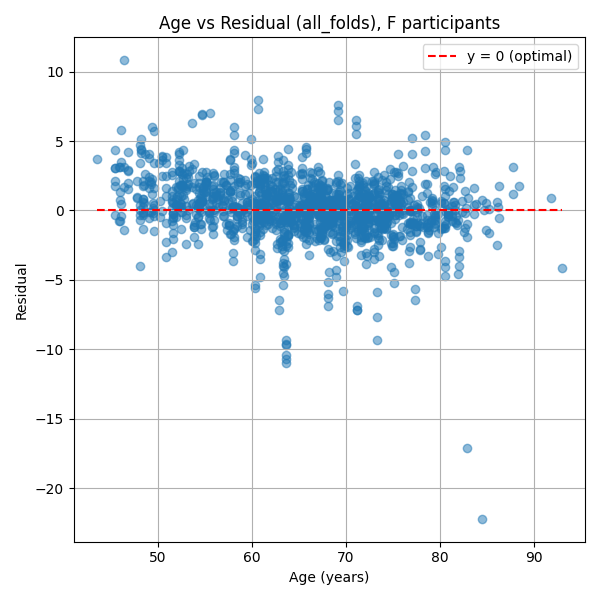 Age vs Residual (all_folds), F participants
y = 0 (optimal)
10
5
0
−5
−10
−15
−20
Residual
50 60 70 80 90
Age (years)